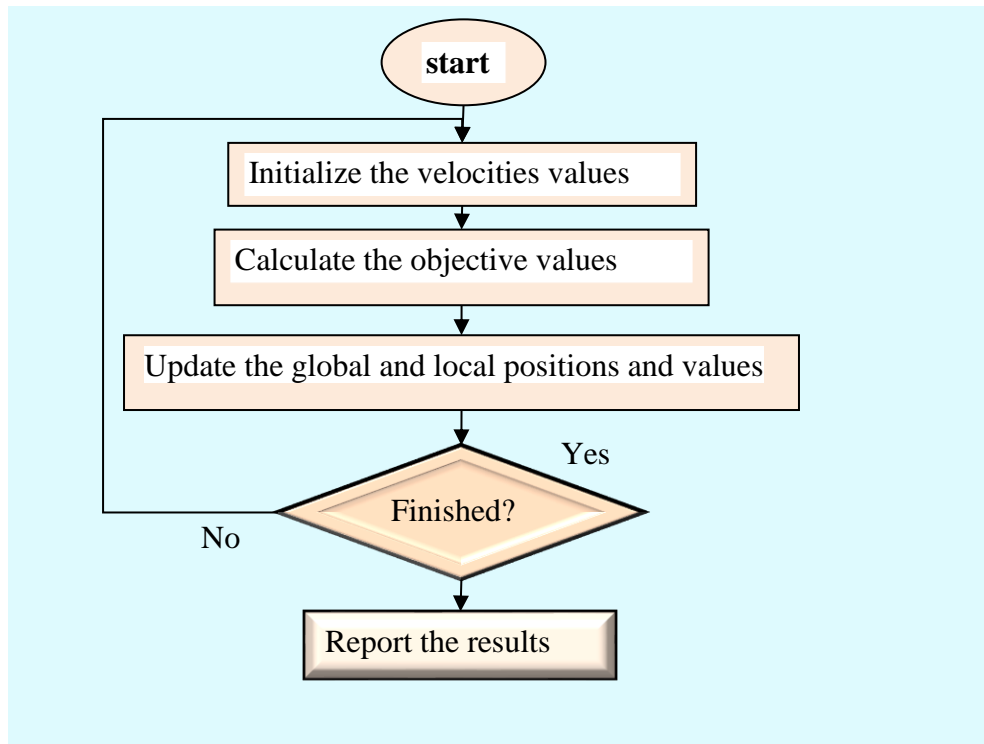 start
Initialize the velocities values
Calculate the objective values
Update the global and local positions and values
Yes
Finished?
No
Report the results